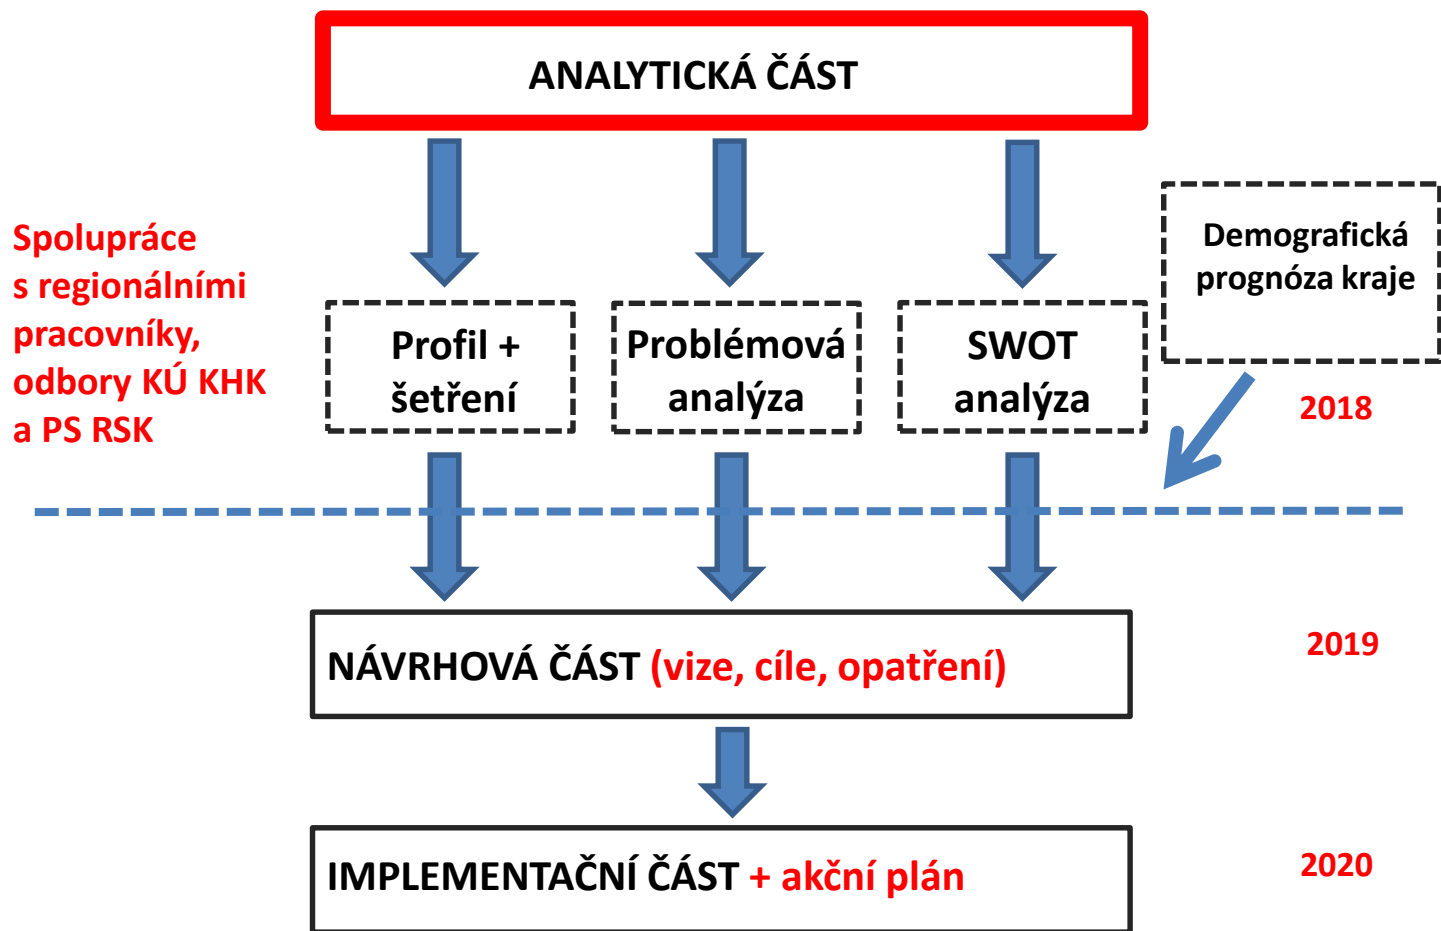 ANALYTICKÁ ČÁST
Spolupráce
s regionálními
pracovníky,
odbory KÚ KHK
a PS RSK
Profil +
šetření
Problémová
analýza
SWOT
analýza
Demografická
prognóza kraje
2018
NÁVRHOVÁ ČÁST (vize, cíle, opatření)
2019
IMPLEMENTAČNÍ ČÁST + akční plán
2020